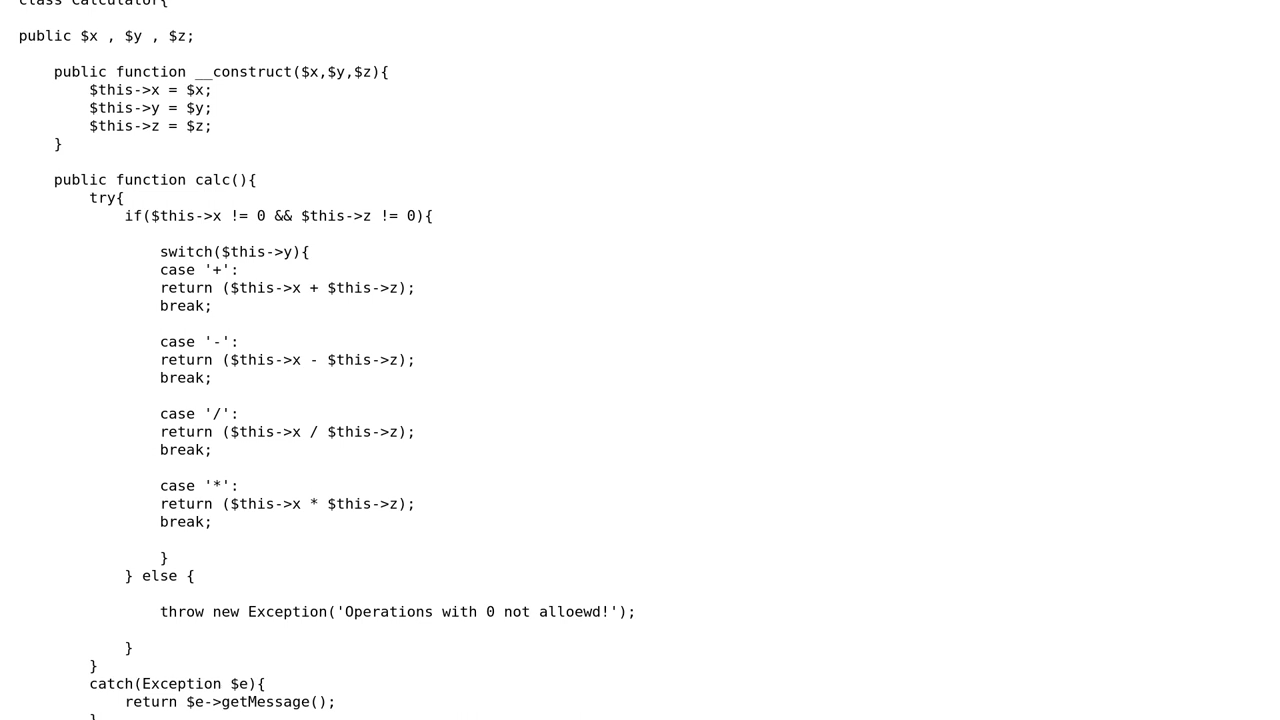 class Calculator{
public $x , $y , $z;
public function __construct($x,$y,$z){
$this->x = $x;
$this->y = $y;
$this->z = $z;
}
public function calc(){
try{
if($this->x != 0 && $this->z != 0){
switch($this->y){
case '+':
return ($this->x + $this->z);
break;
case '-':
return ($this->x - $this->z);
break;
case '/':
return ($this->x / $this->z);
break;
case '*':
return ($this->x * $this->z);
break;
}
} else {
throw new Exception('Operations with 0 not alloewd!');
}
}
catch(Exception $e){
return $e->getMessage();
}